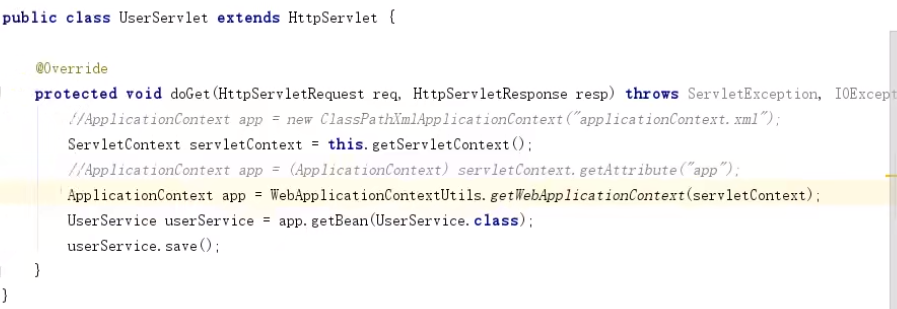 public class UserServlet extends HttpServlet {
@Override
protected void doGet(HttpServletRequest req, HttpServletResponse resp) throws ServletException, IOExcept
//ApplicationContext app = new ClassPathXmlApplicationContext("applicationContext.xml");
ServletContext servletContext = this.getServletContext();
//ApplicationContext app = (ApplicationContext) servletContext.getAttribute("app");
ApplicationContext app = WebApplicationContextUtils.getWebApplicationContext(servletContext);
UserService userService = app.getBean(UserService.class);
userService.save();
}
}